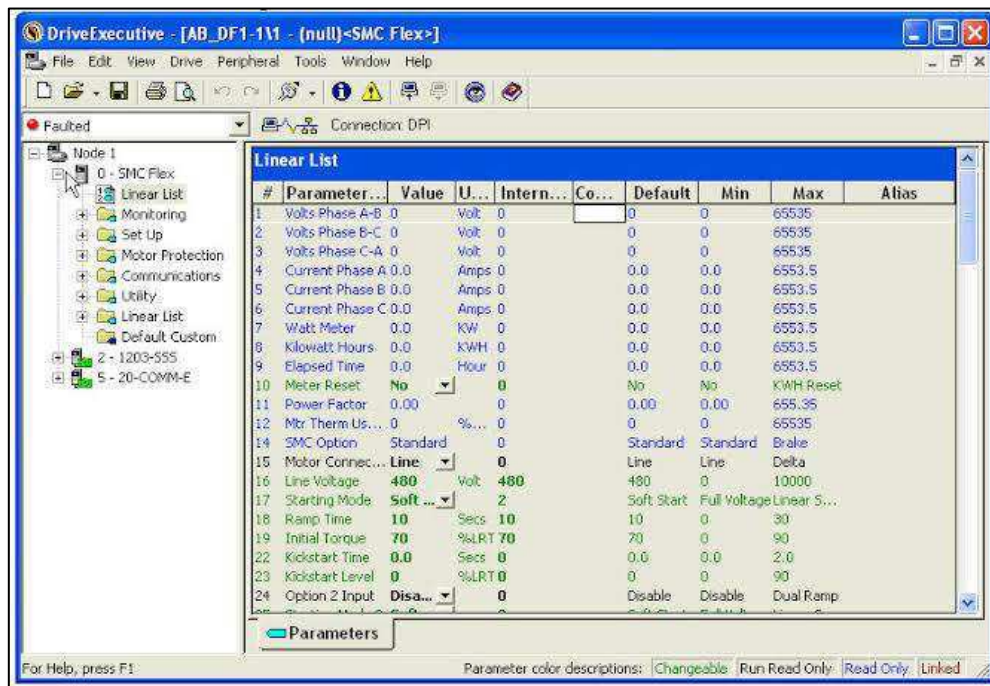 DriveExecutive - [AB_DF1-1\1 - (null)<SMC Flex>]
File Edit View Drive Peripheral Tools Window Help
Faulted Connection: DPI
Node 1
0 - SMC Flex
Linear List
Monitoring
Set Up
Motor Protection
Communications
Utility
Linear List
Default Custom
2 - 1203-SSS
5 - 20-COMM-E
Linear List
# Parameter... Value U... Intern... Co... Default Min Max Alias
1 Volts Phase A-B 0 Volt 0 0 0 65535
2 Volts Phase B-C 0 Volt 0 0 0 65535
3 Volts Phase C-A 0 Volt 0 0 0 65535
4 Current Phase A 0.0 Amps 0 0.0 0.0 6553.5
5 Current Phase B 0.0 Amps 0 0.0 0.0 6553.5
6 Current Phase C 0.0 Amps 0 0.0 0.0 6553.5
7 Watt Meter 0.0 KW 0 0.0 0.0 6553.5
8 Kilowatt Hours 0.0 KWH 0 0.0 0.0 6553.5
9 Elapsed Time 0.0 Hour 0 0.0 0.0 6553.5
10 Meter Reset No 0 No No KWH Reset
11 Power Factor 0.00 0 0.00 0.00 655.35
12 Mtr Therm Us... 0 %... 0 0 0 65535
14 SMC Option Standard 0 Standard Standard Brake
15 Motor Connec... Line 0 Line Line Delta
16 Line Voltage 480 Volt 480 480 0 10000
17 Starting Mode Soft ... 2 Soft Start Full Voltage Linear S...
18 Ramp Time 10 Secs 10 10 0 30
19 Initial Torque 70 %LRT 70 70 0 90
22 Kickstart Time 0.0 Secs 0 0.0 0.0 2.0
23 Kickstart Level 0 %LRT 0 0 0 90
24 Option 2 Input Disa... 0 Disable Disable Dual Ramp
Parameters
For Help, press F1 Parameter color descriptions: Changeable Run Read Only Read Only Linked